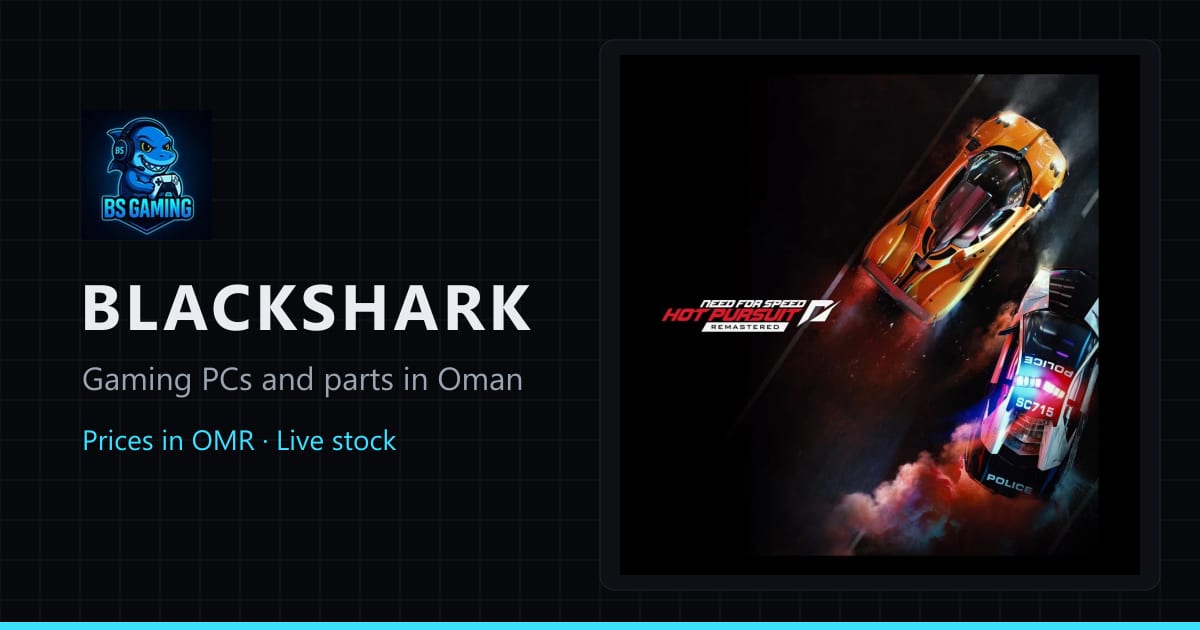 BS
BS GAMING
BLACKSHARK
Gaming PCs and parts in Oman
Prices in OMR · Live stock
NEED FOR SPEED
HOT PURSUIT
REMASTERED
POLICE
SC715
POLICE